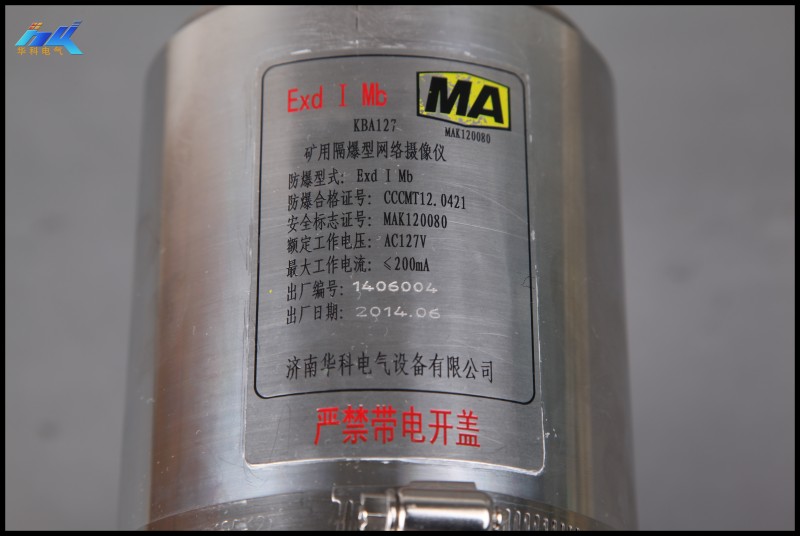 华科电气
Exd I Mb
MA
KBA127
MAK120080
矿用隔爆型网络摄像仪
防爆型式: Exd I Mb
防爆合格证号: CCCMT12.0421
安全标志证号: MAK120080
额定工作电压: AC127V
最大工作电流: ≤200mA
出厂编号: 1406004
出厂日期: 2014.06
济南华科电气设备有限公司
严禁带电开盖